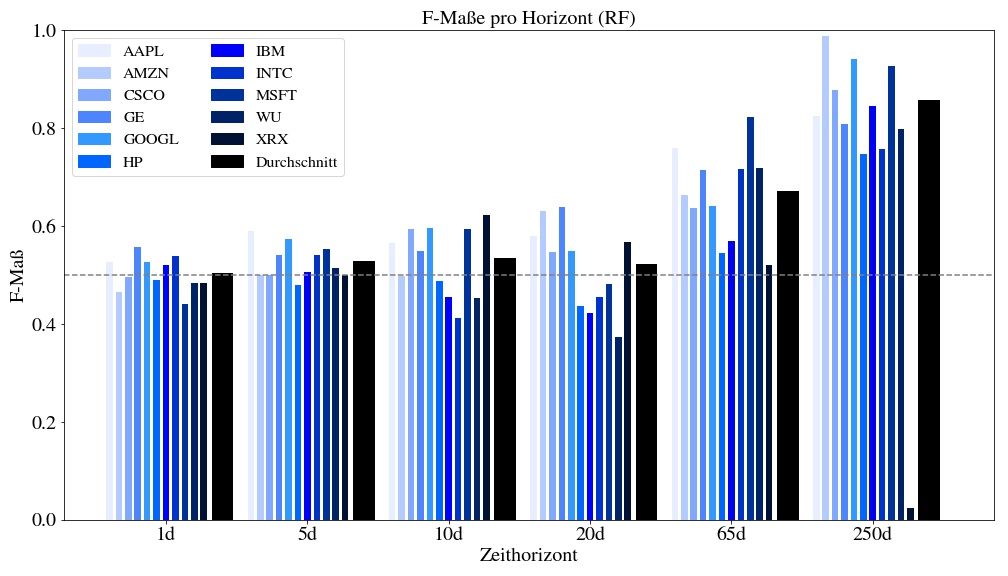 F-Maße pro Horizont (RF)
F-Maß
1.0
0.8
0.6
0.4
0.2
0.0
AAPL
AMZN
CSCO
GE
GOOGL
HP
IBM
INTC
MSFT
WU
XRX
Durchschnitt
1d 5d 10d 20d 65d 250d
Zeithorizont